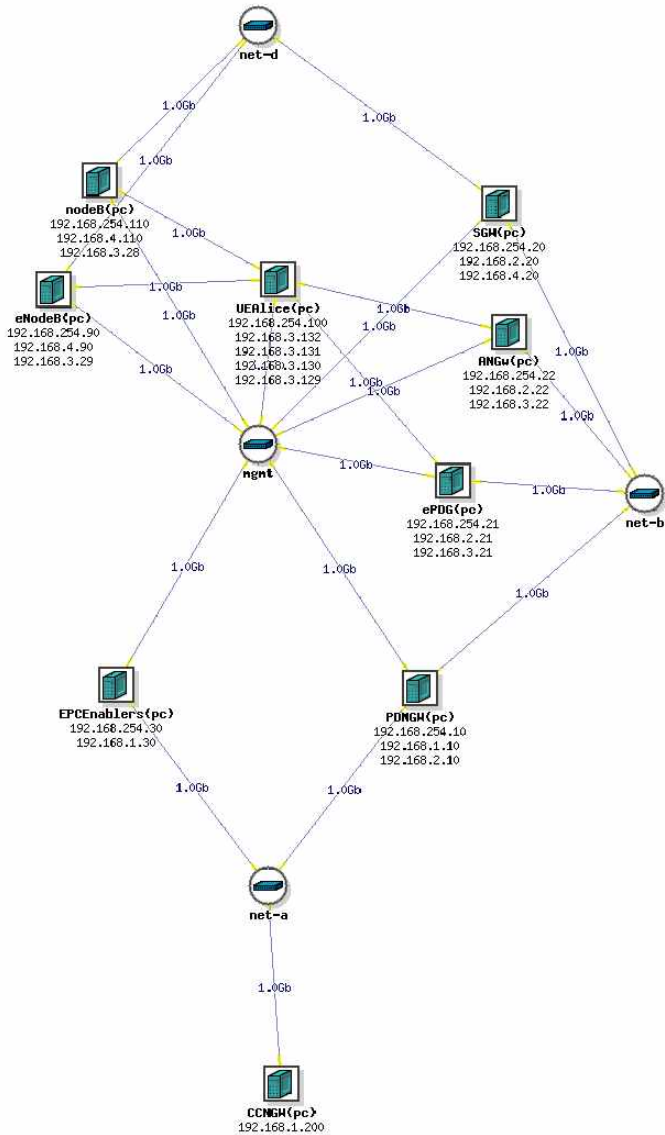 net-d
1.0Gb
1.0Gb
1.0Gb
nodeB(pc)
192.168.254.110
192.168.4.110
192.168.3.28
SGW(pc)
192.168.254.20
192.168.2.20
192.168.4.20
1.0Gb
eNodeB(pc)
192.168.254.90
192.168.4.90
192.168.3.29
1.0Gb
UEAlice(pc)
192.168.254.100
192.168.3.132
192.168.3.131
192.168.3.130
192.168.3.129
1.0Gb
1.0Gb
1.0Gb
1.0Gb
ANGw(pc)
192.168.254.22
192.168.2.22
192.168.3.22
1.0Gb
1.0Gb
1.0Gb
1.0Gb
mgmt
1.0Gb
ePDG(pc)
192.168.254.21
192.168.2.21
192.168.3.21
1.0Gb
net-b
1.0Gb
1.0Gb
1.0Gb
EPCEnablers(pc)
192.168.254.30
192.168.1.30
PDNGW(pc)
192.168.254.10
192.168.1.10
192.168.2.10
1.0Gb
1.0Gb
net-a
1.0Gb
CCNGW(pc)
192.168.1.200